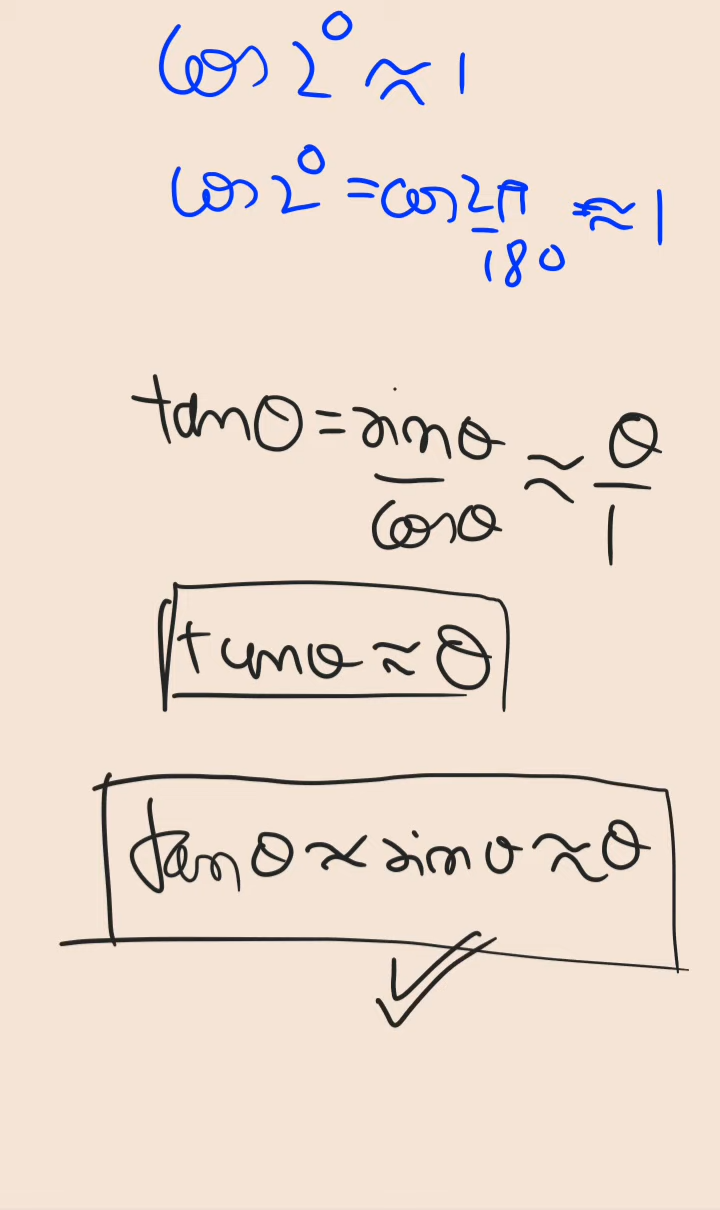 cos 2° ≈ 1
cos 2° = cos 2π/180 ≈ 1
tan θ = sin θ/cos θ ≈ θ/1
tan θ ≈ θ
tan θ ≈ sin θ ≈ θ